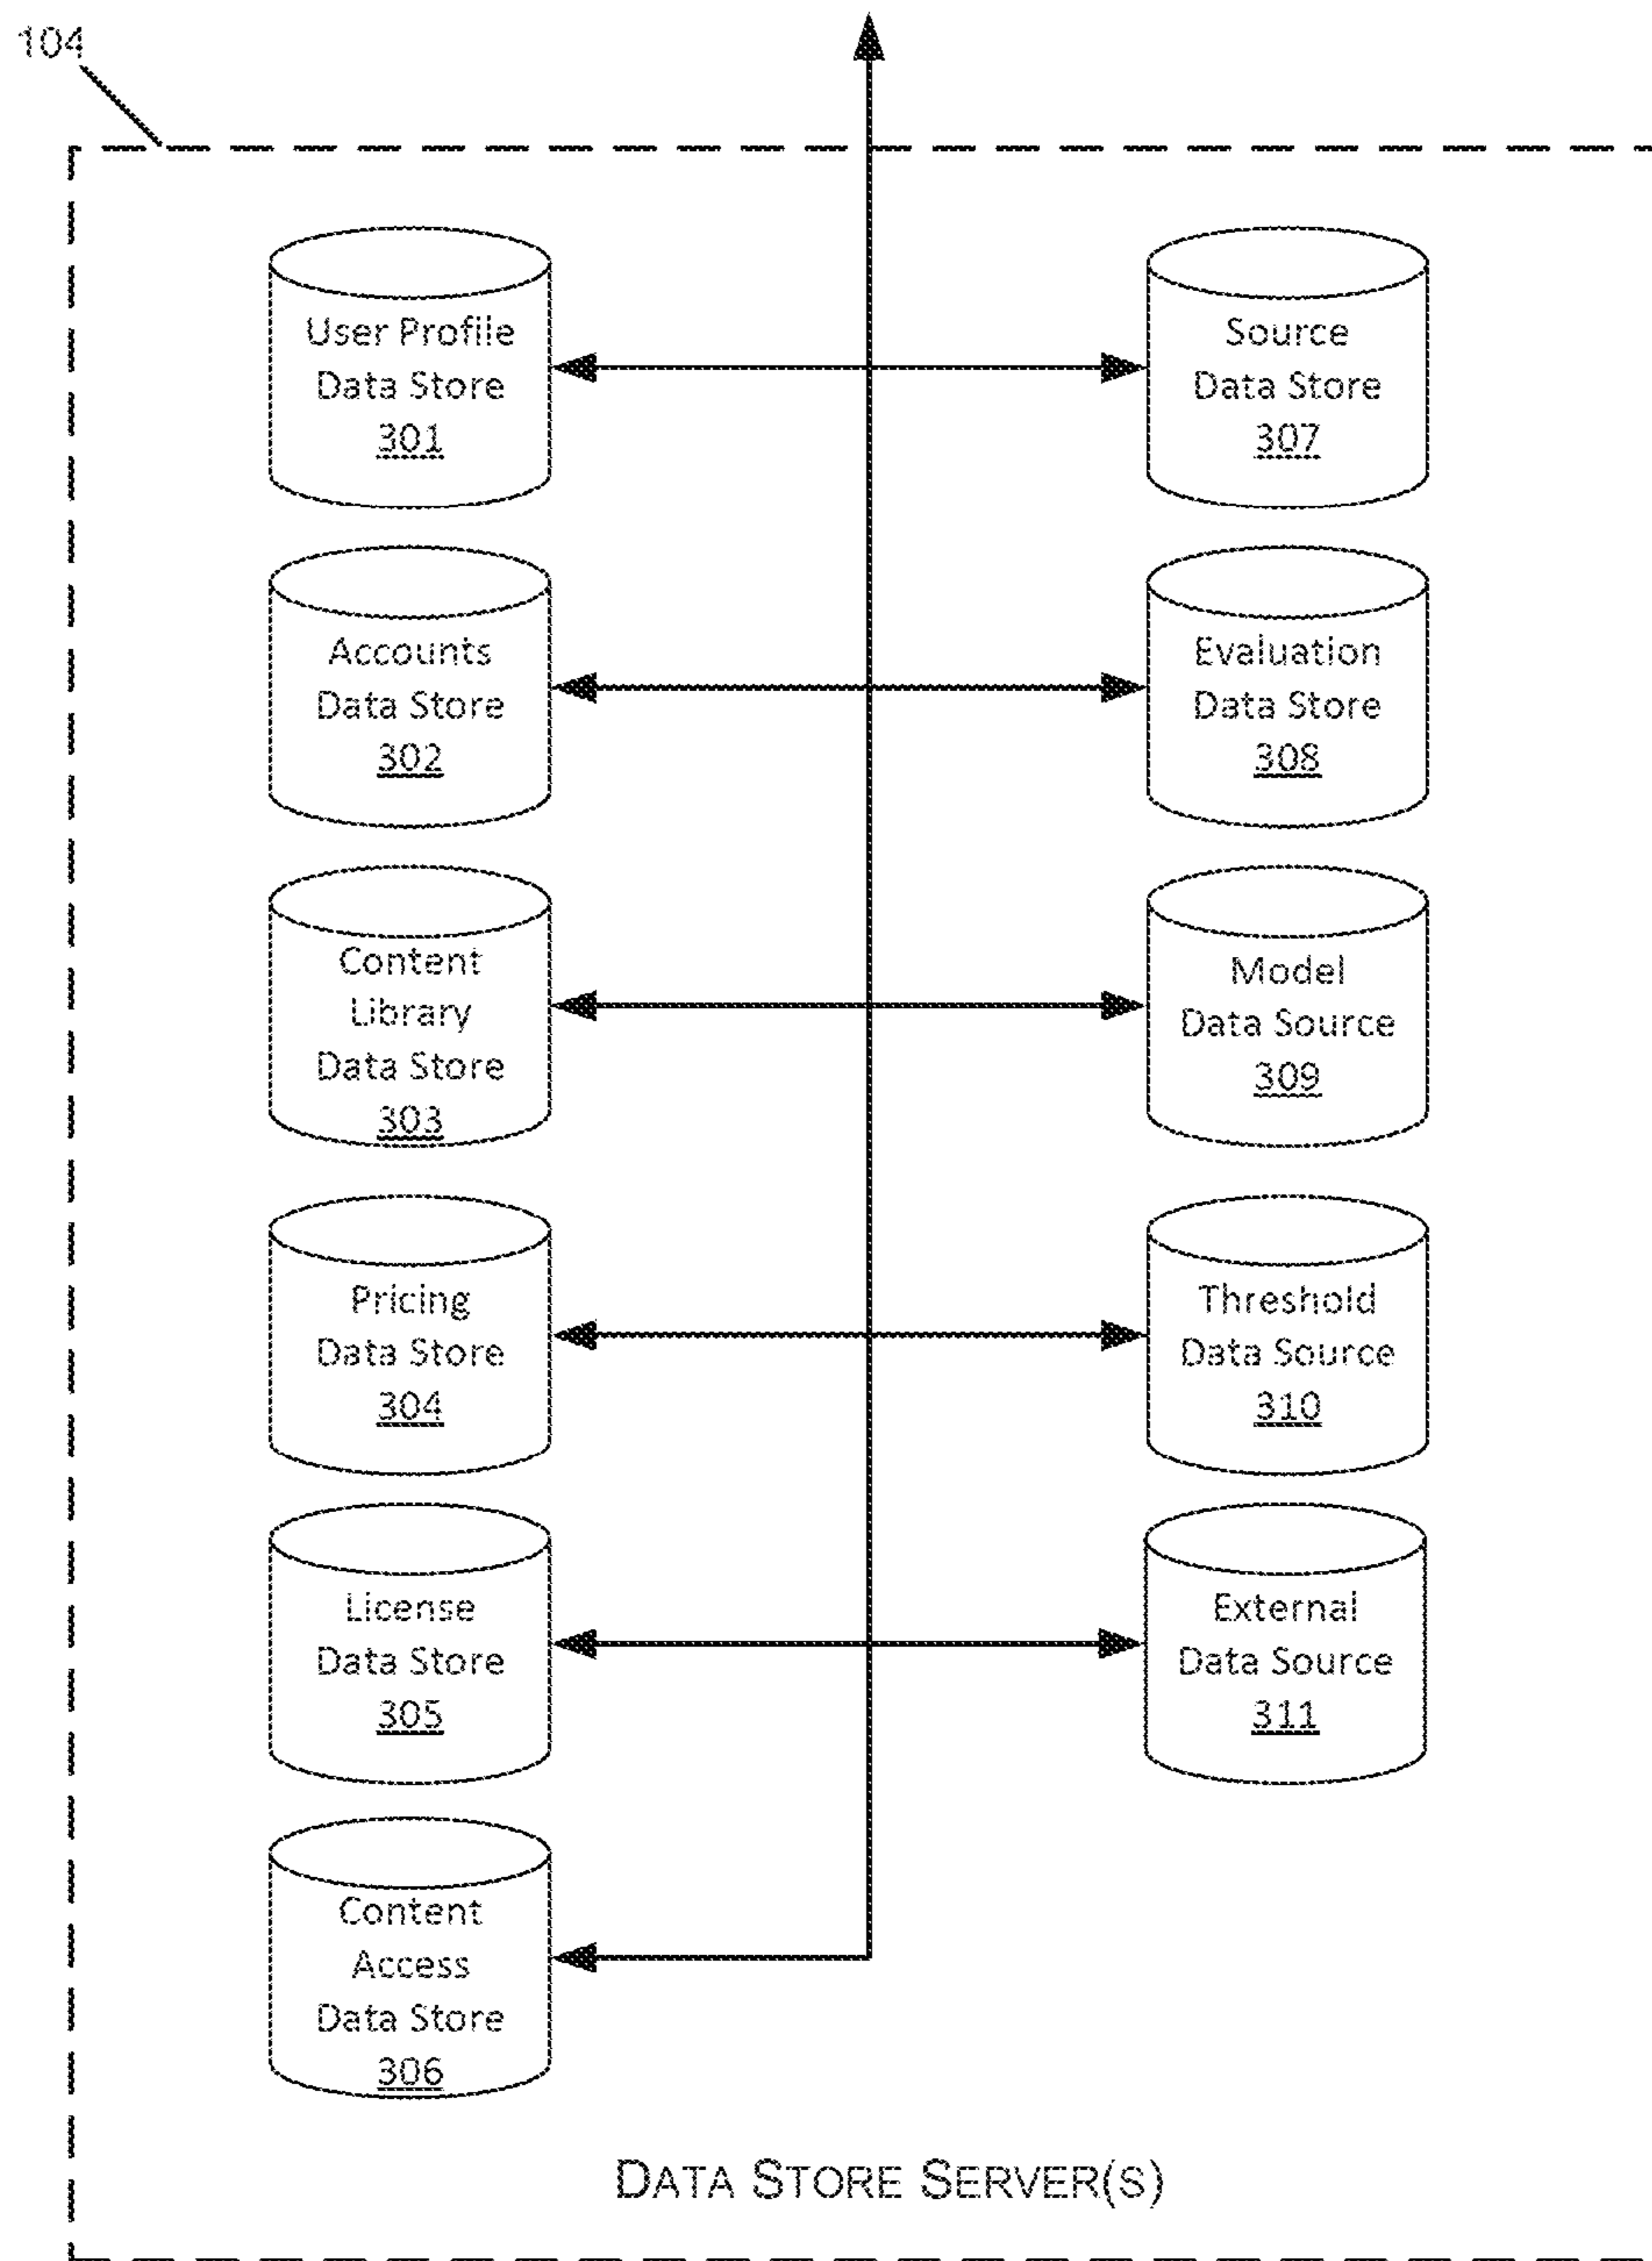 104
User Profile
Data Store
301
Source
Data Store
307
Accounts
Data Store
302
Evaluation
Data Store
308
Content
Library
Data Store
303
Model
Data Source
309
Pricing
Data Store
304
Threshold
Data Source
310
License
Data Store
305
External
Data Source
311
Content
Access
Data Store
306
DATA STORE SERVER(S)